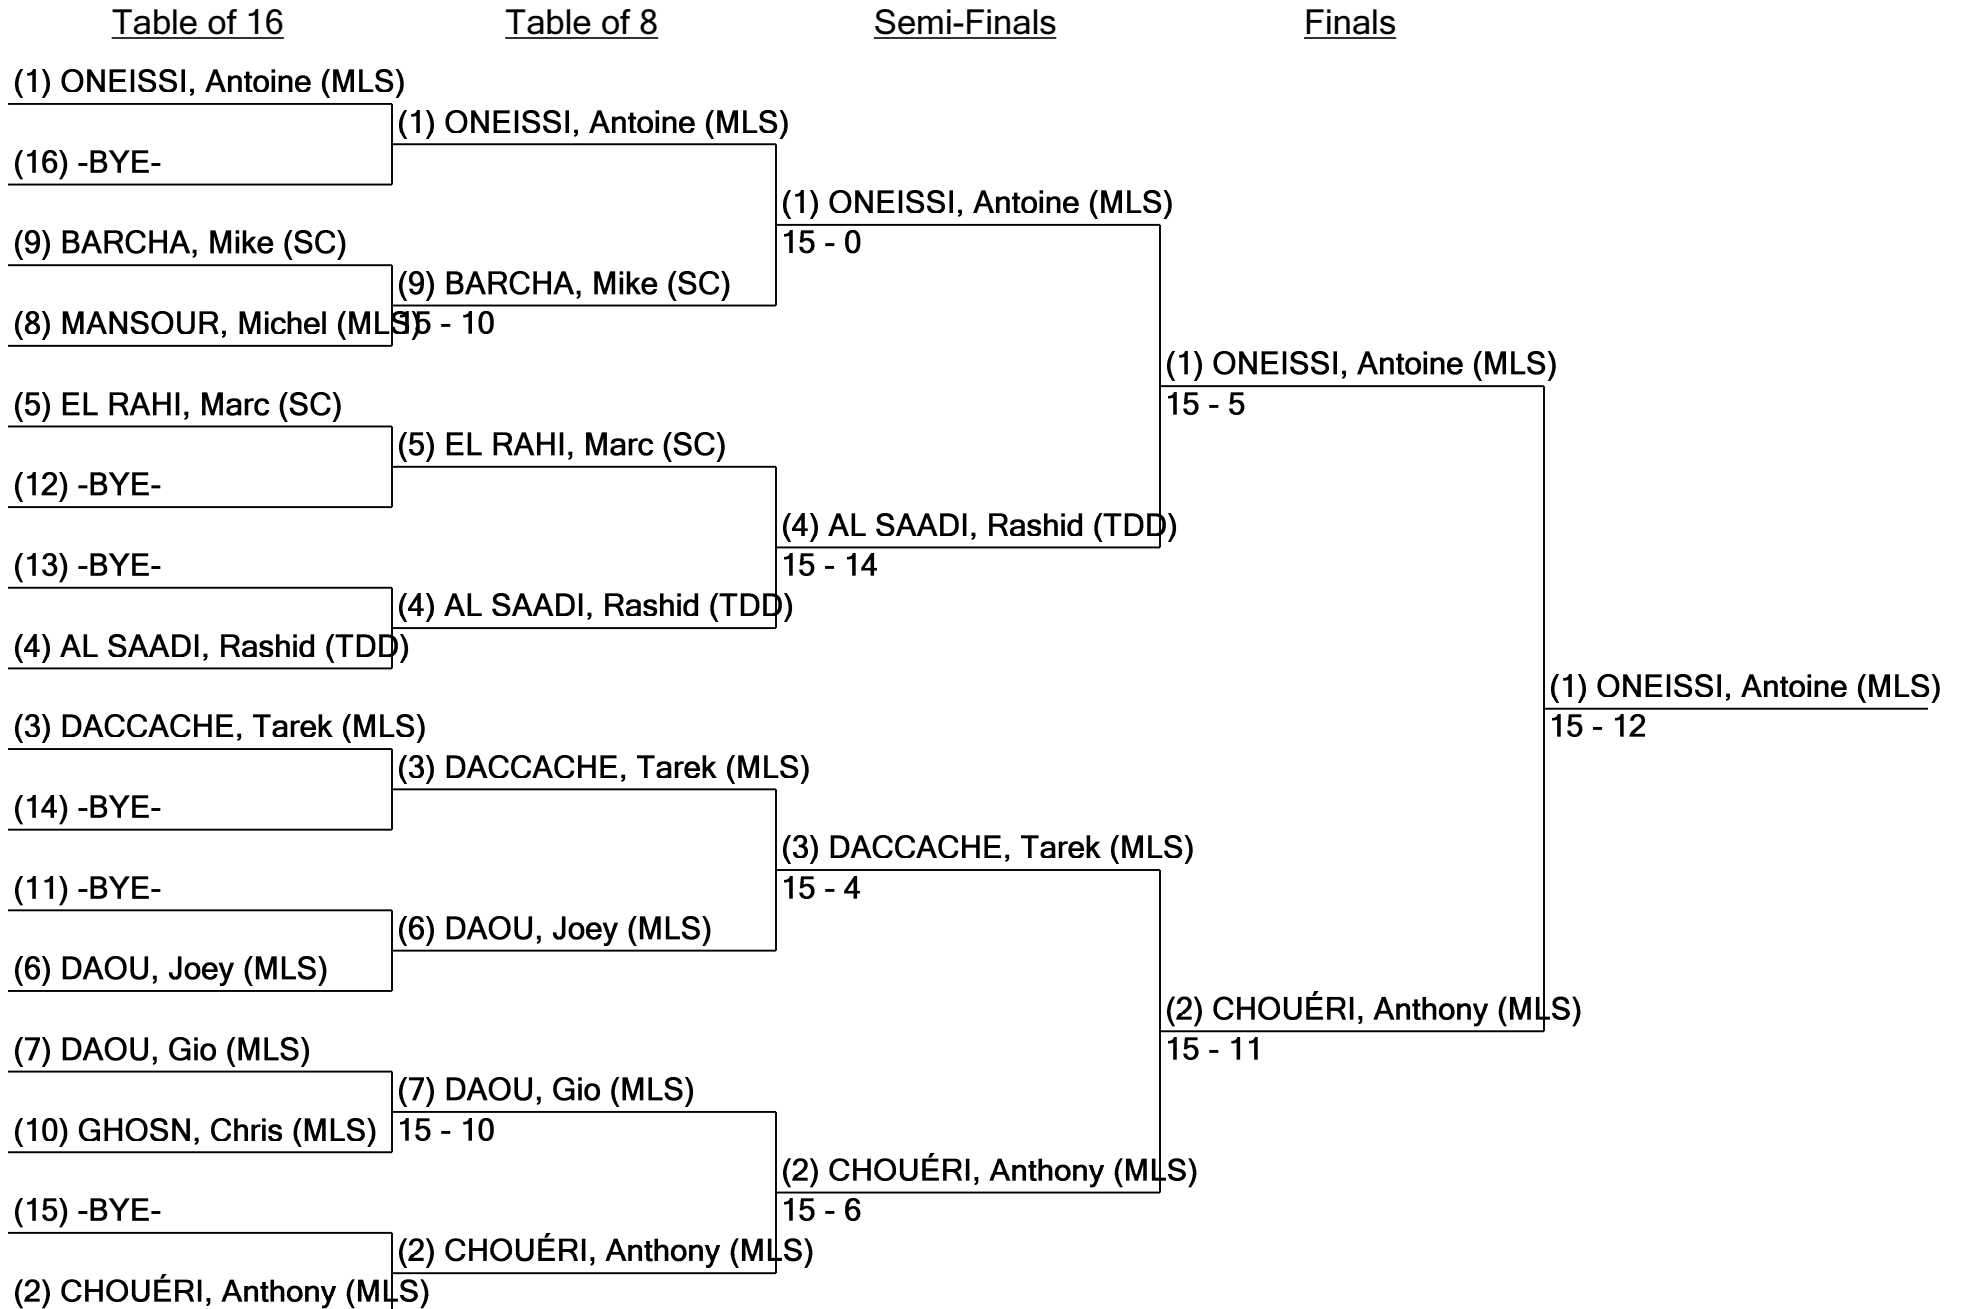 Table of 16
Table of 8
Semi-Finals
Finals
(1) ONEISSI, Antoine (MLS)
(16) -BYE-
(9) BARCHA, Mike (SC)
(8) MANSOUR, Michel (MLS)
(5) EL RAHI, Marc (SC)
(12) -BYE-
(13) -BYE-
(4) AL SAADI, Rashid (TDD)
(3) DACCACHE, Tarek (MLS)
(14) -BYE-
(11) -BYE-
(6) DAOU, Joey (MLS)
(7) DAOU, Gio (MLS)
(10) GHOSN, Chris (MLS)
(15) -BYE-
(2) CHOUÉRI, Anthony (MLS)
(1) ONEISSI, Antoine (MLS)
(9) BARCHA, Mike (SC)
15 - 10
(5) EL RAHI, Marc (SC)
(4) AL SAADI, Rashid (TDD)
(3) DACCACHE, Tarek (MLS)
(6) DAOU, Joey (MLS)
(7) DAOU, Gio (MLS)
15 - 10
(2) CHOUÉRI, Anthony (MLS)
(1) ONEISSI, Antoine (MLS)
15 - 0
(4) AL SAADI, Rashid (TDD)
15 - 14
(3) DACCACHE, Tarek (MLS)
15 - 4
(2) CHOUÉRI, Anthony (MLS)
15 - 6
(1) ONEISSI, Antoine (MLS)
15 - 5
(2) CHOUÉRI, Anthony (MLS)
15 - 11
(1) ONEISSI, Antoine (MLS)
15 - 12